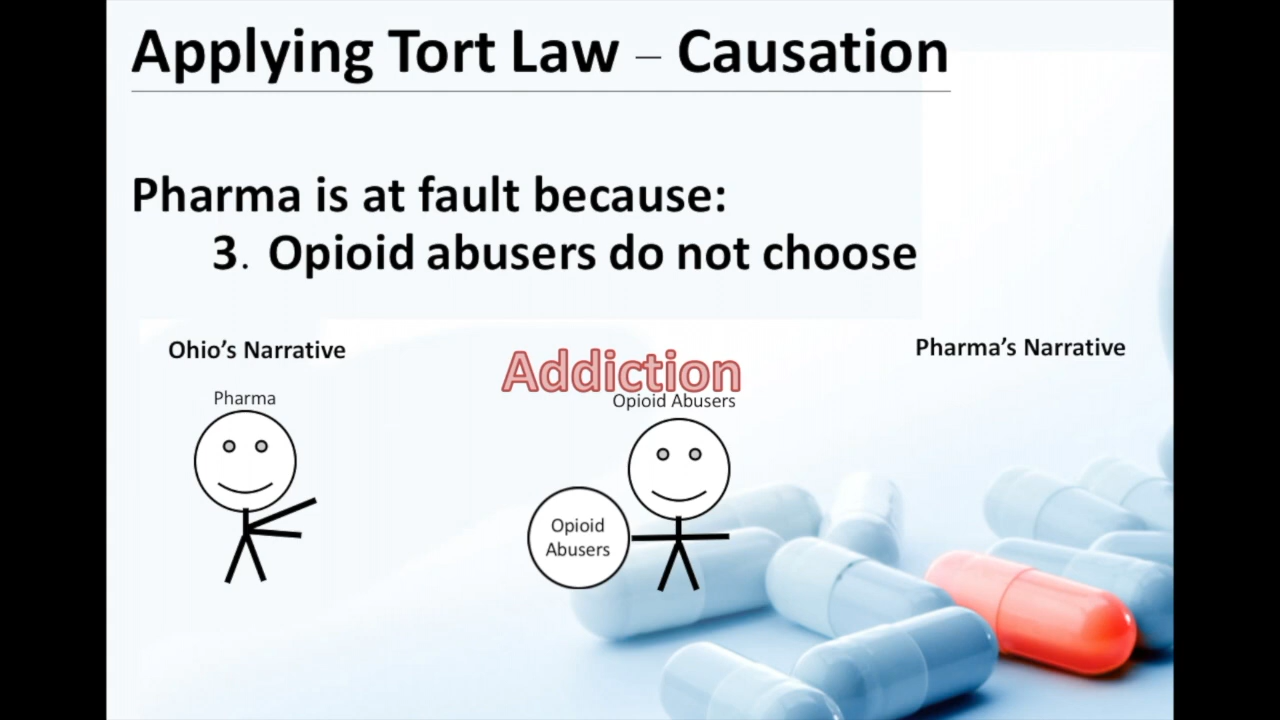 Applying Tort Law – Causation
Pharma is at fault because:
3. Opioid abusers do not choose
Ohio’s Narrative
Addiction
Pharma’s Narrative
Pharma
Opioid Abusers
Opioid
Abusers